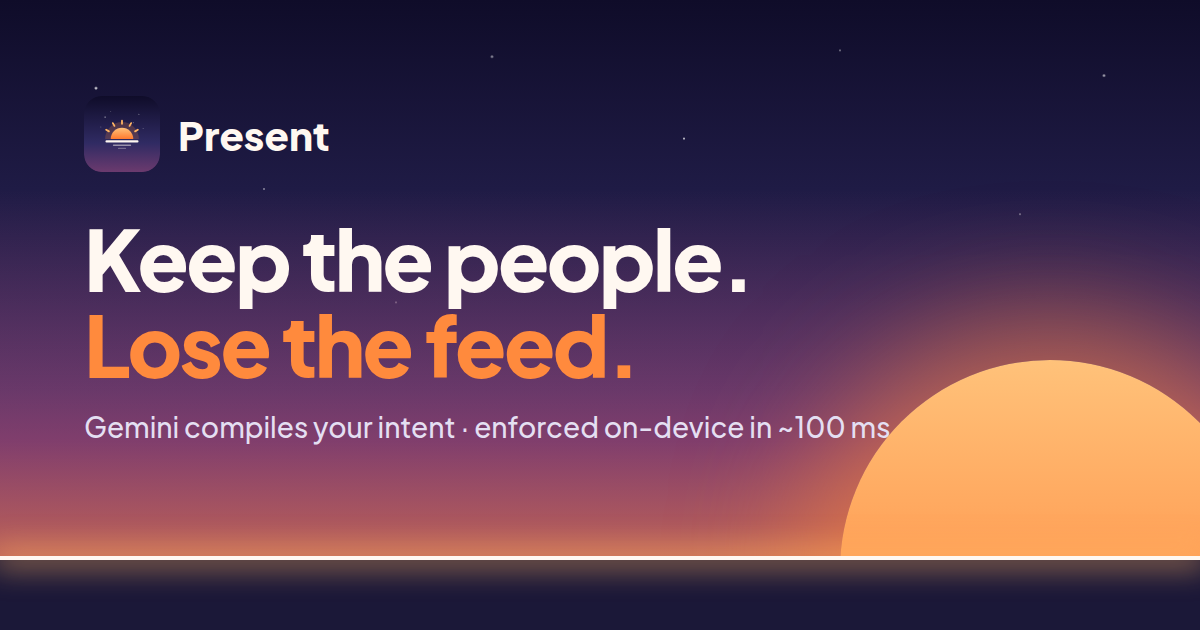 Present
Keep the people.
Lose the feed.
Gemini compiles your intent · enforced on-device in ~100 ms